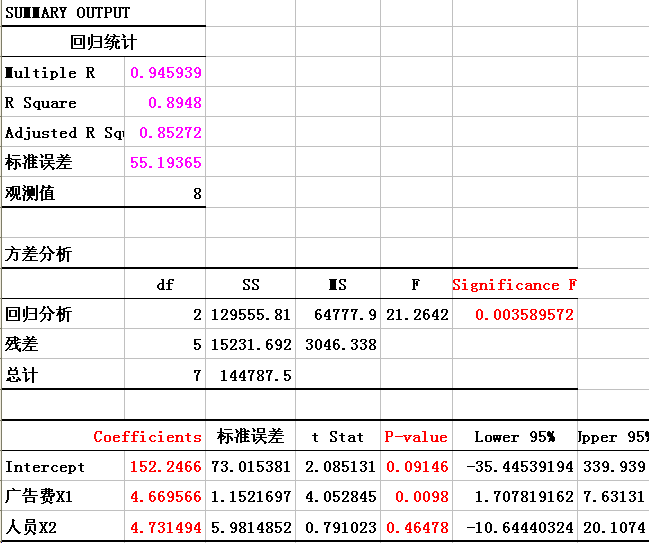 SUMMARY OUTPUT
回归统计
Multiple R 0.945939
R Square 0.8948
Adjusted R Squ 0.85272
标准误差 55.19365
观测值 8
方差分析
df SS MS F Significance F
回归分析 2 129555.81 64777.9 21.2642 0.003589572
残差 5 15231.692 3046.338
总计 7 144787.5
Coefficients 标准误差 t Stat P-value Lower 95% Upper 95%
Intercept 152.2466 73.015381 2.085131 0.09146 -35.44539194 339.939
广告费X1 4.669566 1.1521697 4.052845 0.0098 1.707819162 7.63131
人员X2 4.731494 5.9814852 0.791023 0.46478 -10.64440324 20.1074